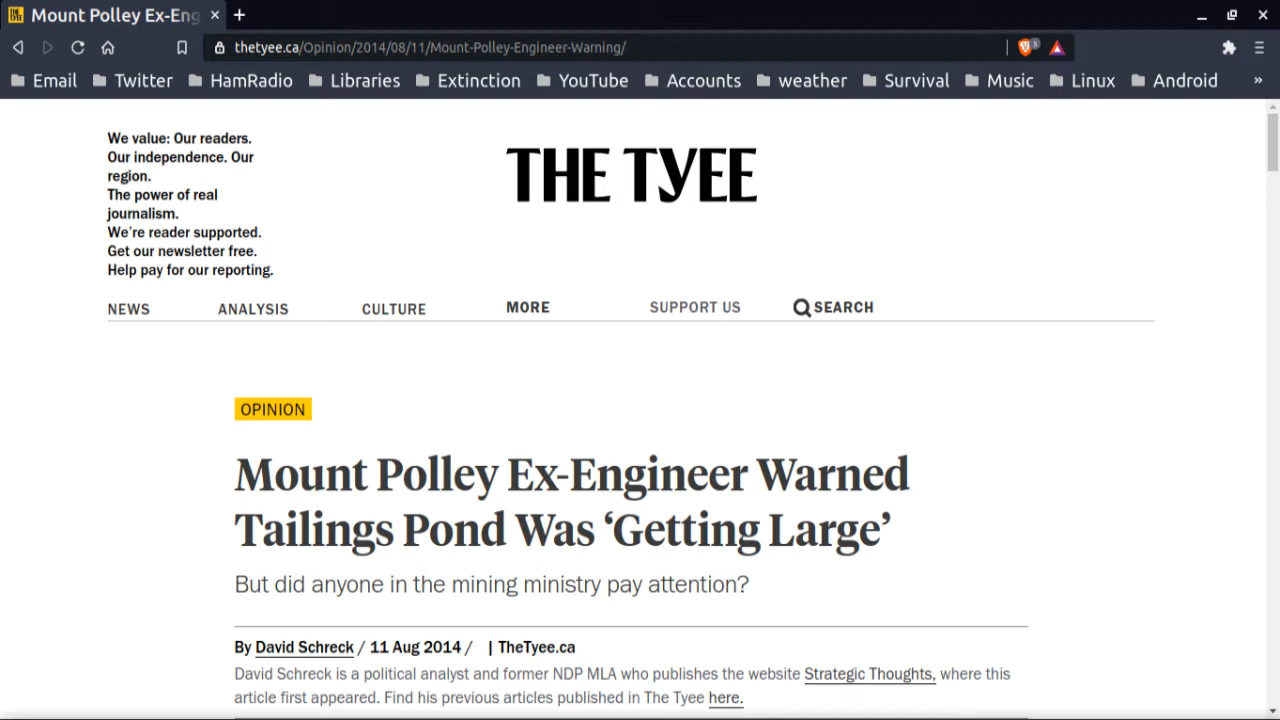 Mount Polley Ex-Eng
thetyee.ca/Opinion/2014/08/11/Mount-Polley-Engineer-Warning/
Email Twitter HamRadio Libraries Extinction YouTube Accounts weather Survival Music Linux Android »
We value: Our readers.
Our independence. Our
region.
The power of real
journalism.
We're reader supported.
Get our newsletter free.
Help pay for our reporting.
THE TYEE
NEWS ANALYSIS CULTURE MORE SUPPORT US SEARCH
OPINION
Mount Polley Ex-Engineer Warned
Tailings Pond Was ‘Getting Large’
But did anyone in the mining ministry pay attention?
By David Schreck / 11 Aug 2014 / | TheTyee.ca
David Schreck is a political analyst and former NDP MLA who publishes the website Strategic Thoughts, where this
article first appeared. Find his previous articles published in The Tyee here.